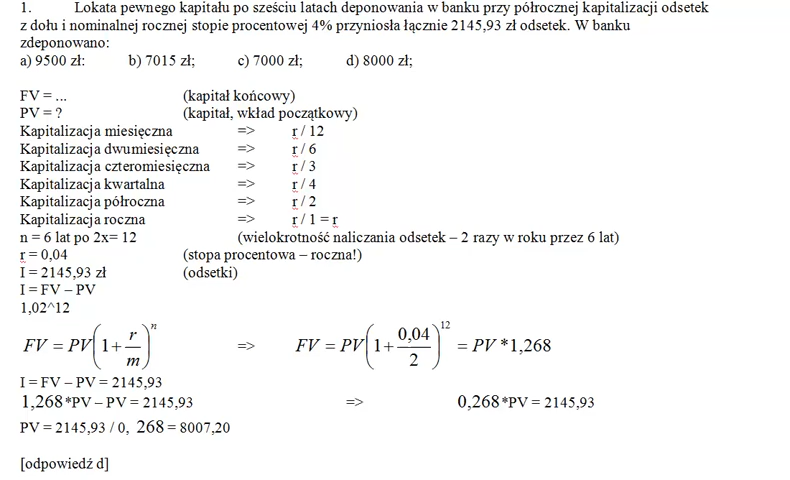 1. Lokata pewnego kapitału po sześciu latach deponowania w banku przy półrocznej kapitalizacji odsetek
z dołu i nominalnej rocznej stopie procentowej 4% przyniosła łącznie 2145,93 zł odsetek. W banku
zdeponowano:
a) 9500 zł: b) 7015 zł; c) 7000 zł; d) 8000 zł;
FV = ... (kapitał końcowy)
PV = ? (kapitał, wkład początkowy)
Kapitalizacja miesięczna => r / 12
Kapitalizacja dwumiesięczna => r / 6
Kapitalizacja czteromiesięczna => r / 3
Kapitalizacja kwartalna => r / 4
Kapitalizacja półroczna => r / 2
Kapitalizacja roczna => r / 1 = r
n = 6 lat po 2x= 12 (wielokrotność naliczania odsetek – 2 razy w roku przez 6 lat)
r = 0,04 (stopa procentowa – roczna!)
I = 2145,93 zł (odsetki)
I = FV – PV
1,02^12
FV = PV(1 + r/m)^n => FV = PV(1 + 0,04/2)^12 = PV *1,268
I = FV – PV = 2145,93
1,268 *PV – PV = 2145,93 => 0,268 *PV = 2145,93
PV = 2145,93 / 0, 268 = 8007,20
[odpowiedź d]